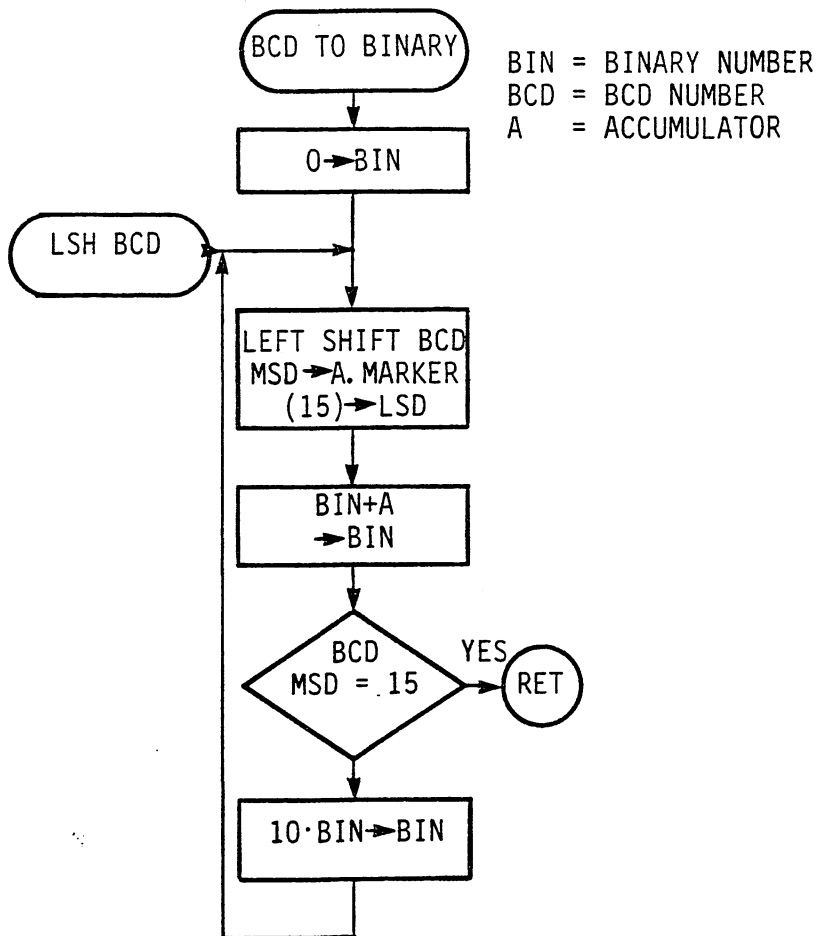 BCD TO BINARY
BIN = BINARY NUMBER
BCD = BCD NUMBER
A = ACCUMULATOR
0→BIN
LSH BCD
LEFT SHIFT BCD
MSD→A. MARKER
(15)→LSD
BIN+A
→BIN
BCD
MSD = 15
YES
RET
10·BIN→BIN